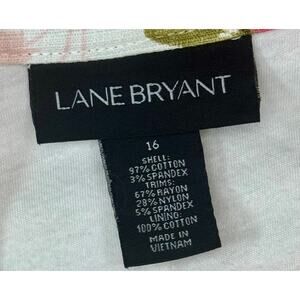 LANE BRYANT
16
SHELL:
97% COTTON
3% SPANDEX
TRIMS:
67% RAYON
28% NYLON
5% SPANDEX
LINING:
100% COTTON
MADE IN
VIETNAM